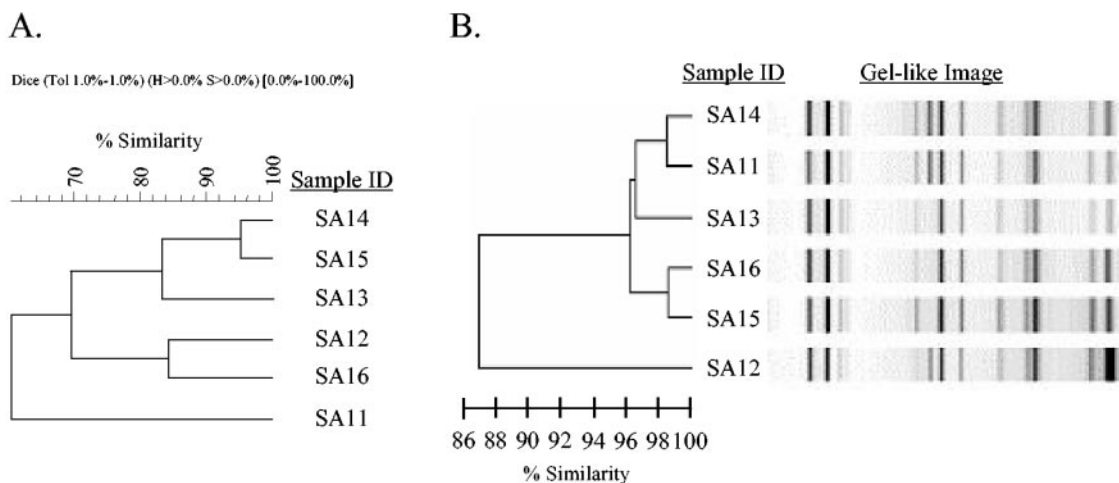 A.
Dice (Tol 1.0%-1.0%) (H>0.0% S>0.0%) [0.0%-100.0%]
% Similarity
70 80 90 100
Sample ID
SA14
SA15
SA13
SA12
SA16
SA11
B.
Sample ID Gel-like Image
SA14
SA11
SA13
SA16
SA15
SA12
86 88 90 92 94 96 98 100
% Similarity